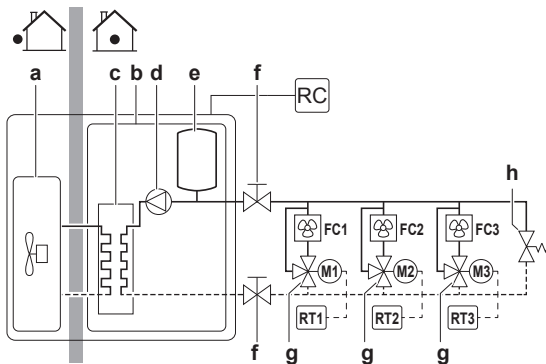 a c b d e f
RC
h
FC1 FC2 FC3
M1 M2 M3
RT1 RT2 RT3
f g g g